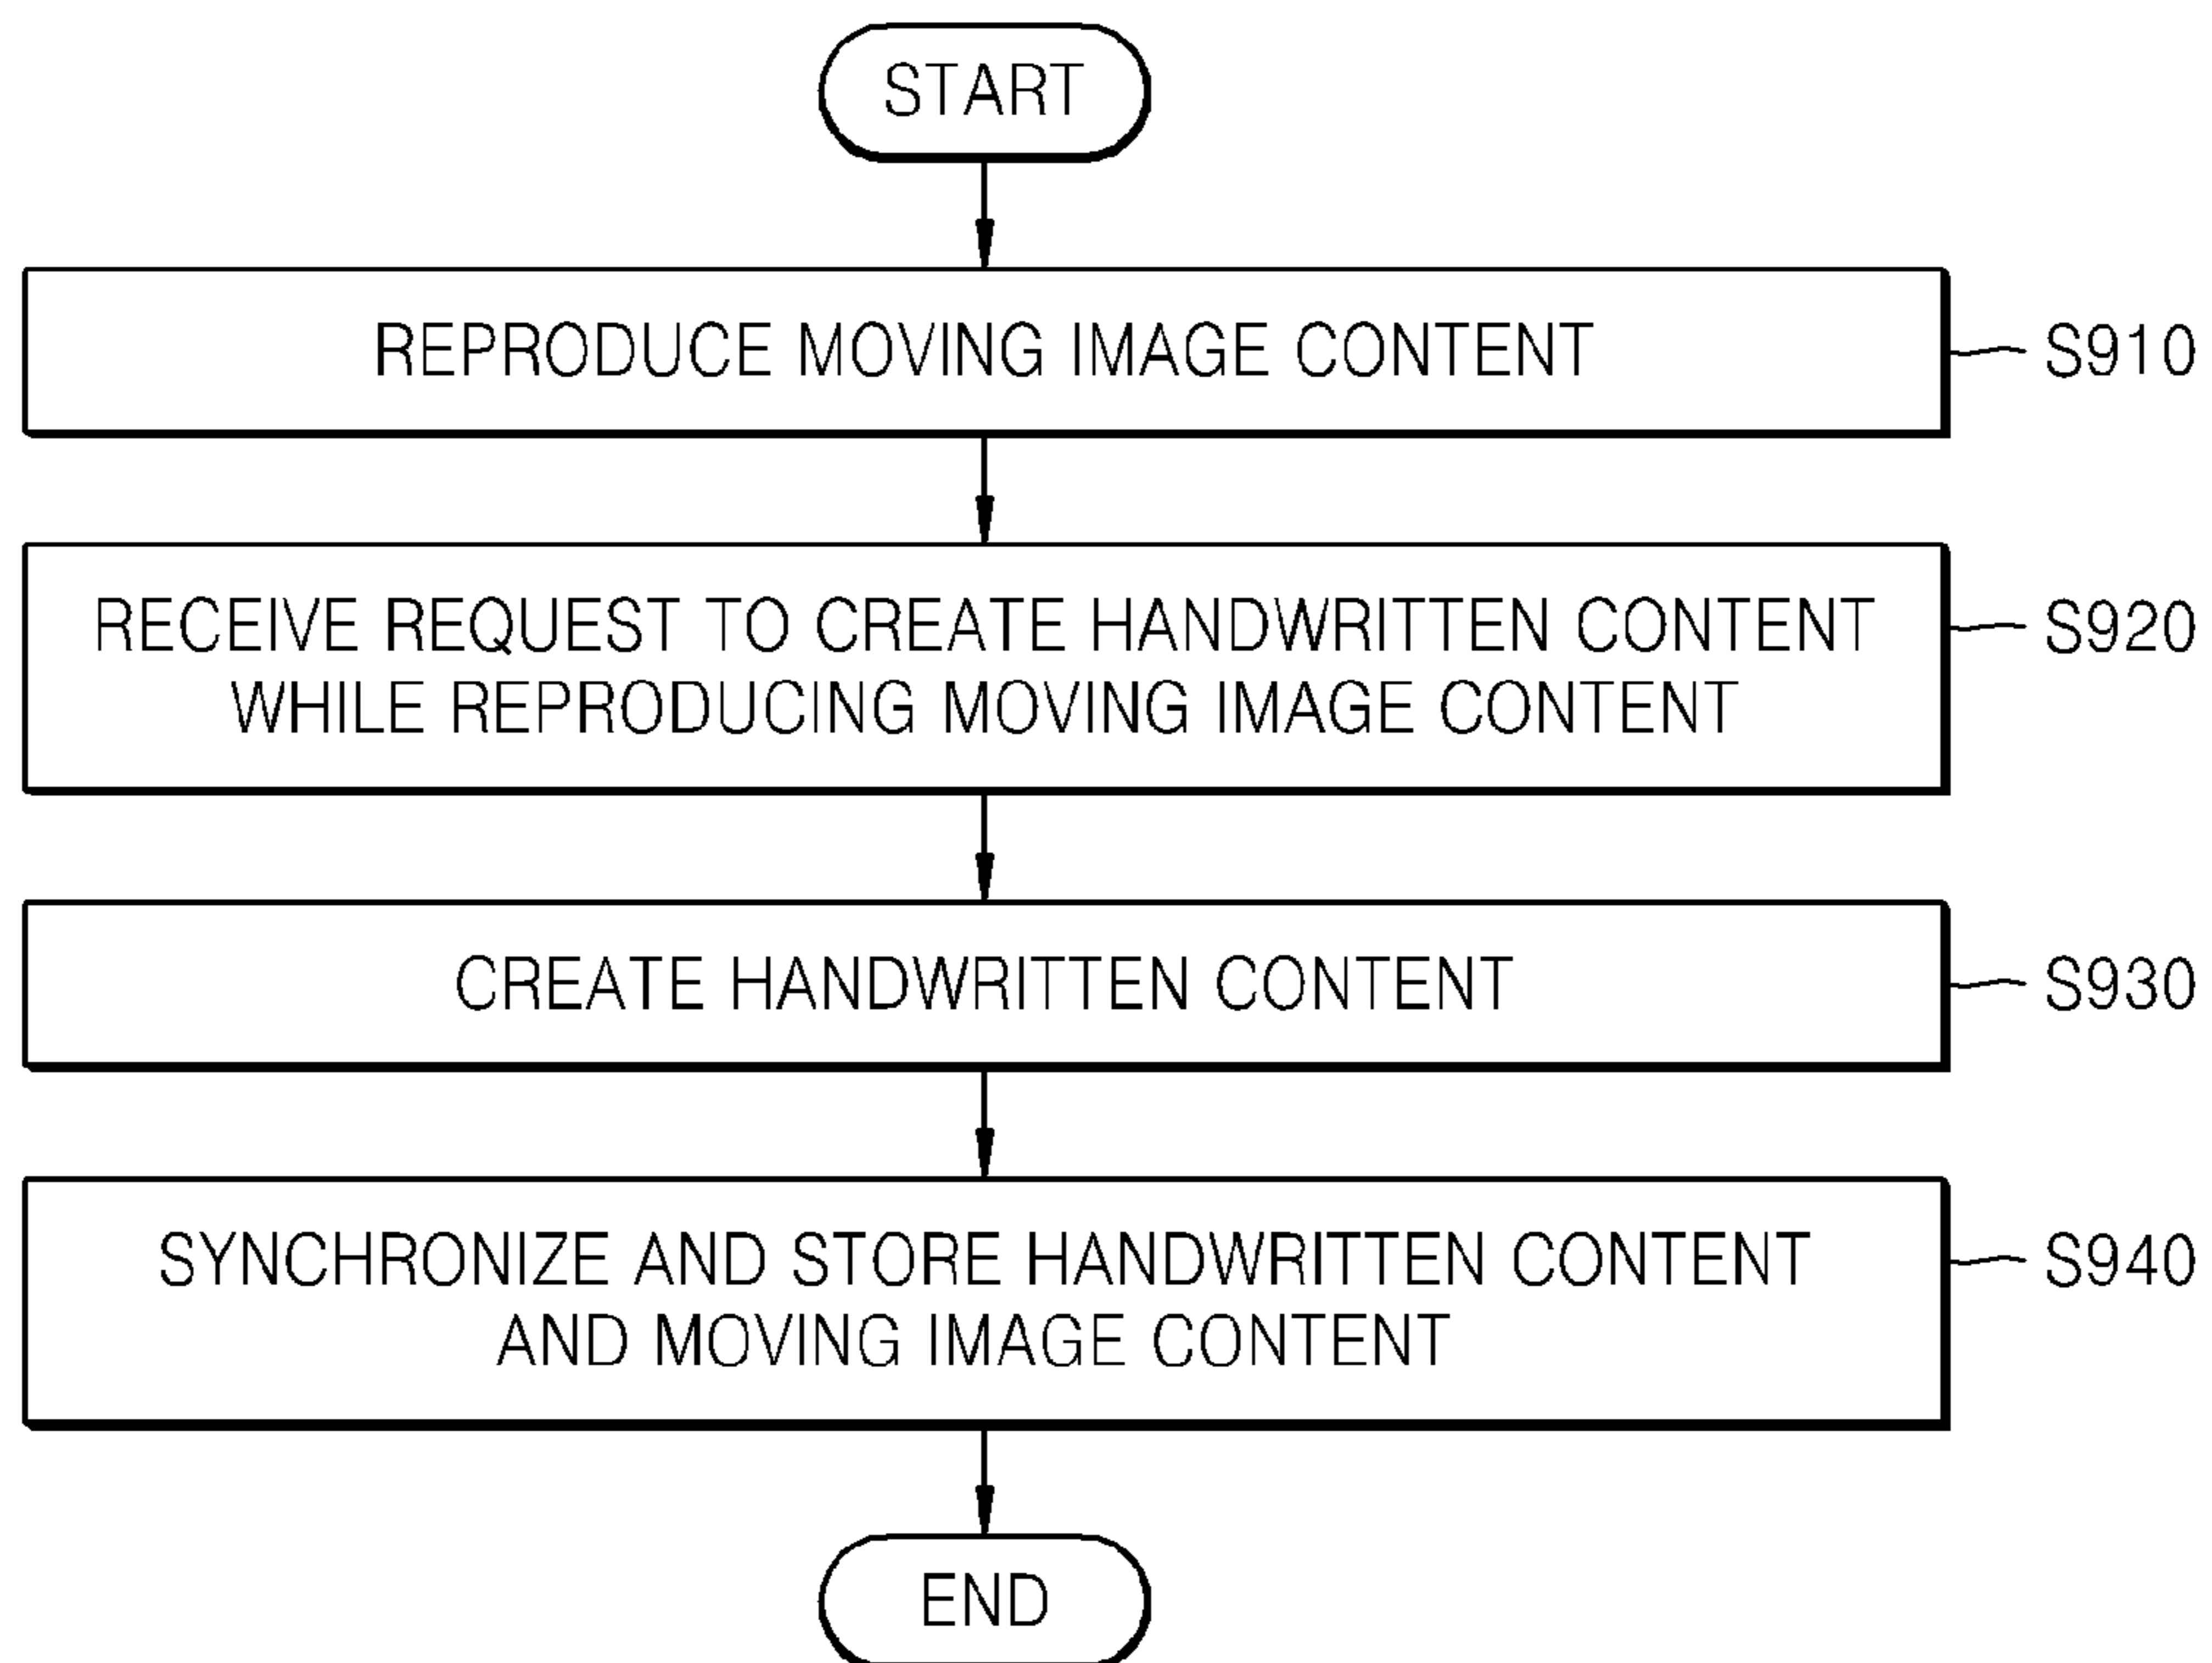 START
REPRODUCE MOVING IMAGE CONTENT
S910
RECEIVE REQUEST TO CREATE HANDWRITTEN CONTENT
WHILE REPRODUCING MOVING IMAGE CONTENT
S920
CREATE HANDWRITTEN CONTENT
S930
SYNCHRONIZE AND STORE HANDWRITTEN CONTENT
AND MOVING IMAGE CONTENT
S940
END